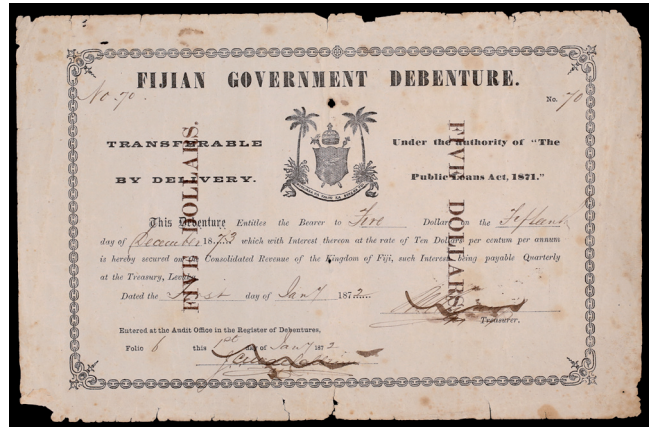 FIJIAN GOVERNMENT DEBENTURE.
No. 70.
No. 70
TRANSFERABLE
BY DELIVERY.
Under the authority of "The
Public Loans Act, 1871."
FIVE DOLLARS.
FIVE DOLLARS.
This Debenture Entitles the Bearer to Five Dollars on the
day of December 1873 which with Interest thereon at the rate of Ten Dollars per centum per annum
is hereby secured on the Consolidated Revenue of the Kingdom of Fiji, such Interest being payable Quarterly
at the Treasury, Levuka.
Dated the First day of Jany 1872
Treasurer.
Entered at the Audit Office in the Register of Debentures,
Folio 6 this 1st day of Jany 1872